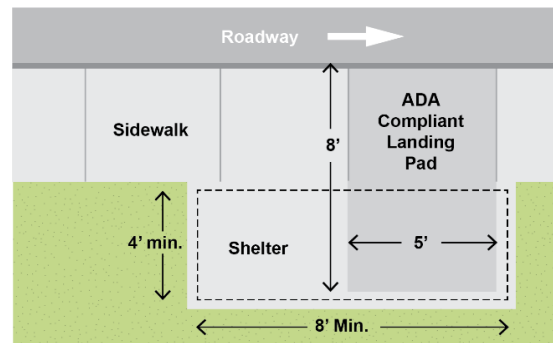 Roadway
ADA
Compliant
Landing
Pad
Sidewalk
8’
4’ min.
Shelter
5’
8’ Min.